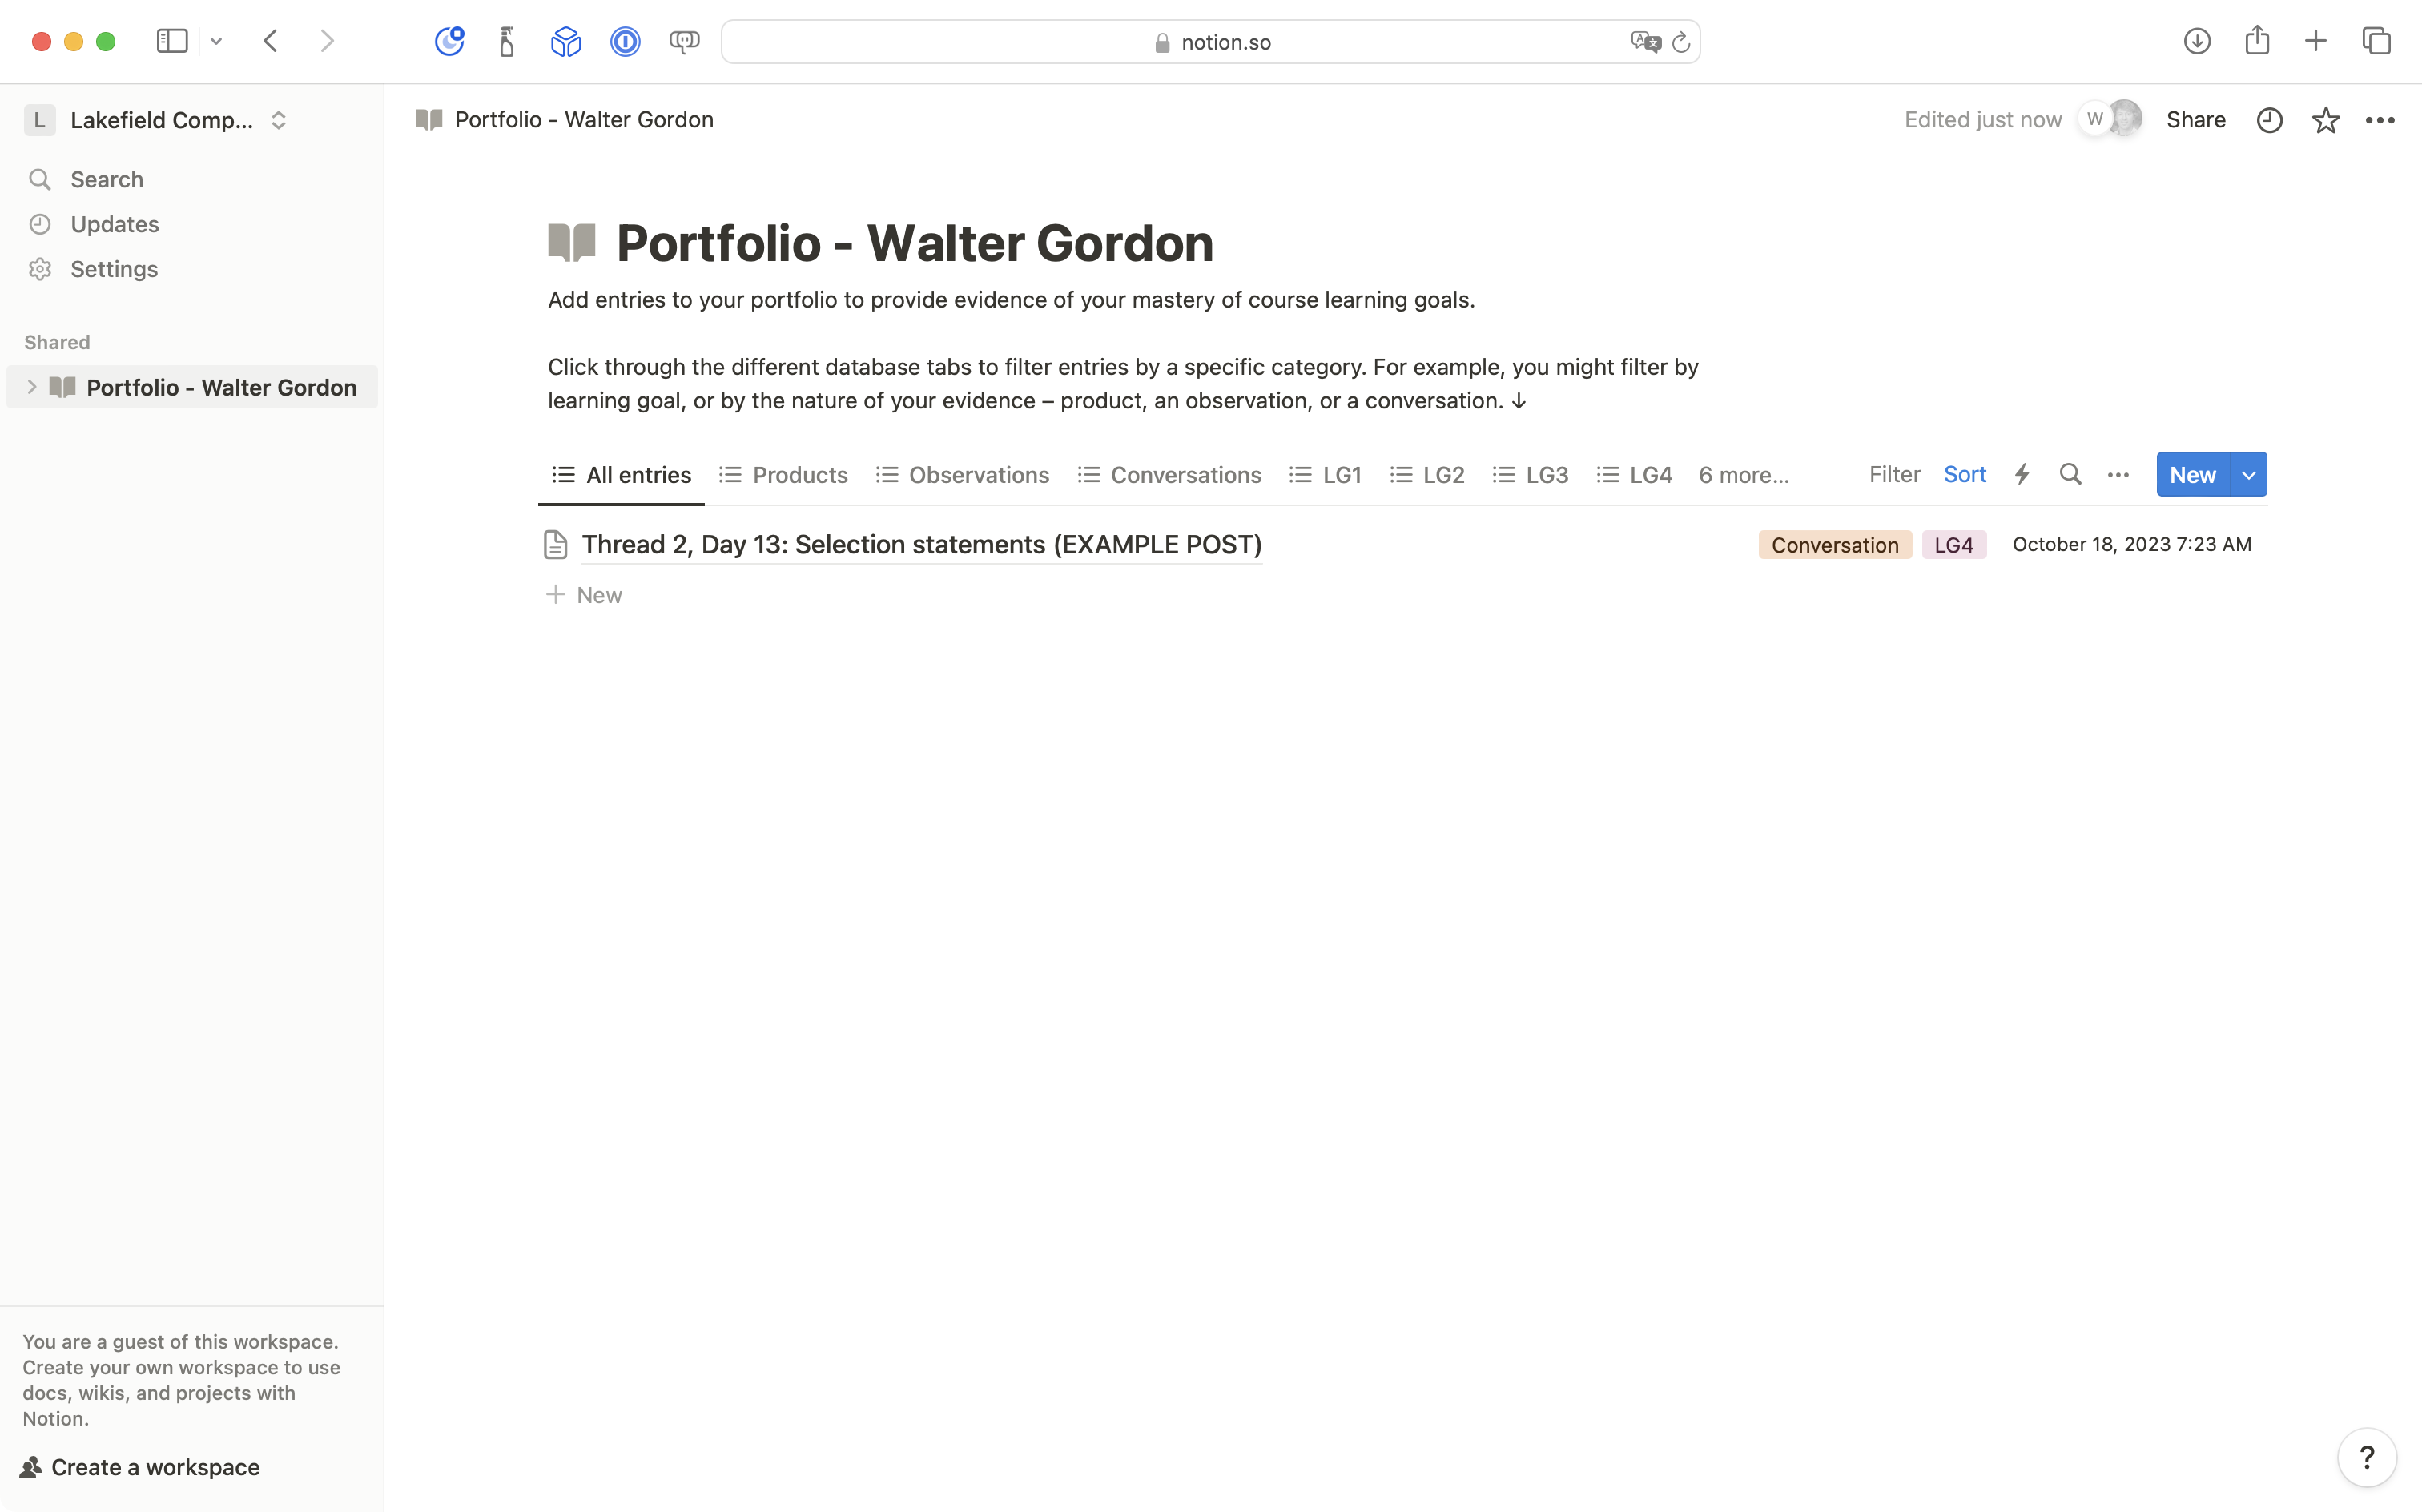 notion.so
L Lakefield Comp...
Search
Updates
Settings
Shared
Portfolio - Walter Gordon
You are a guest of this workspace.
Create your own workspace to use
docs, wikis, and projects with
Notion.
Create a workspace
Portfolio - Walter Gordon
Edited just now W Share
Portfolio - Walter Gordon
Add entries to your portfolio to provide evidence of your mastery of course learning goals.
Click through the different database tabs to filter entries by a specific category. For example, you might filter by
learning goal, or by the nature of your evidence – product, an observation, or a conversation. ↓
All entries Products Observations Conversations LG1 LG2 LG3 LG4 6 more... Filter Sort New
Thread 2, Day 13: Selection statements (EXAMPLE POST) Conversation LG4 October 18, 2023 7:23 AM
+ New
?